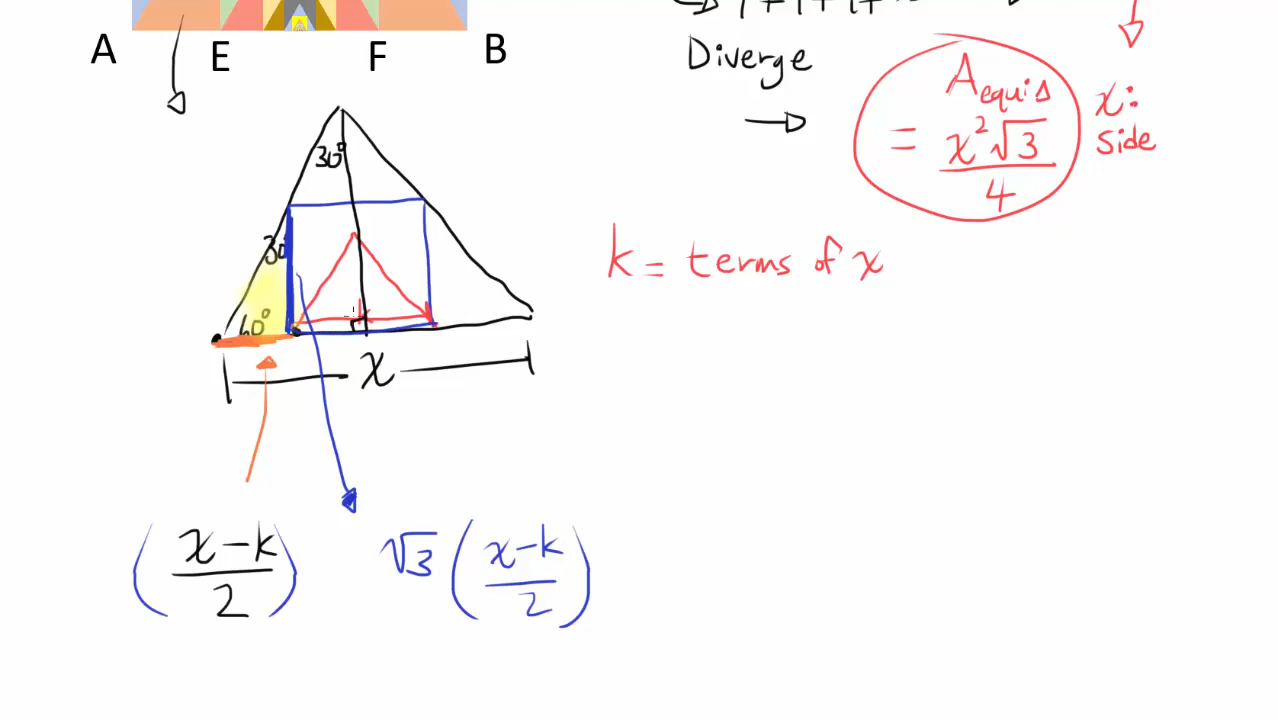 A E F B
Diverge
A equi Δ
= x²√3 / 4
x:
side
30°
k = terms of x
30
60°
x
(x-k / 2)
√3 (x-k / 2)